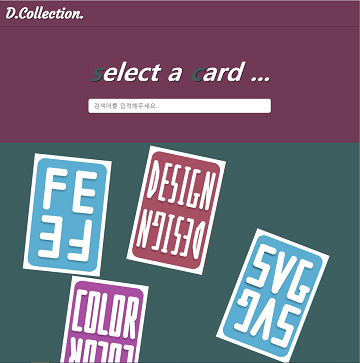 D.Collection.
select a card ...
검색어를 입력해주세요.
FE
FE
DESIGN
DESIGN
SVG
SVG
COLOR
COLOR